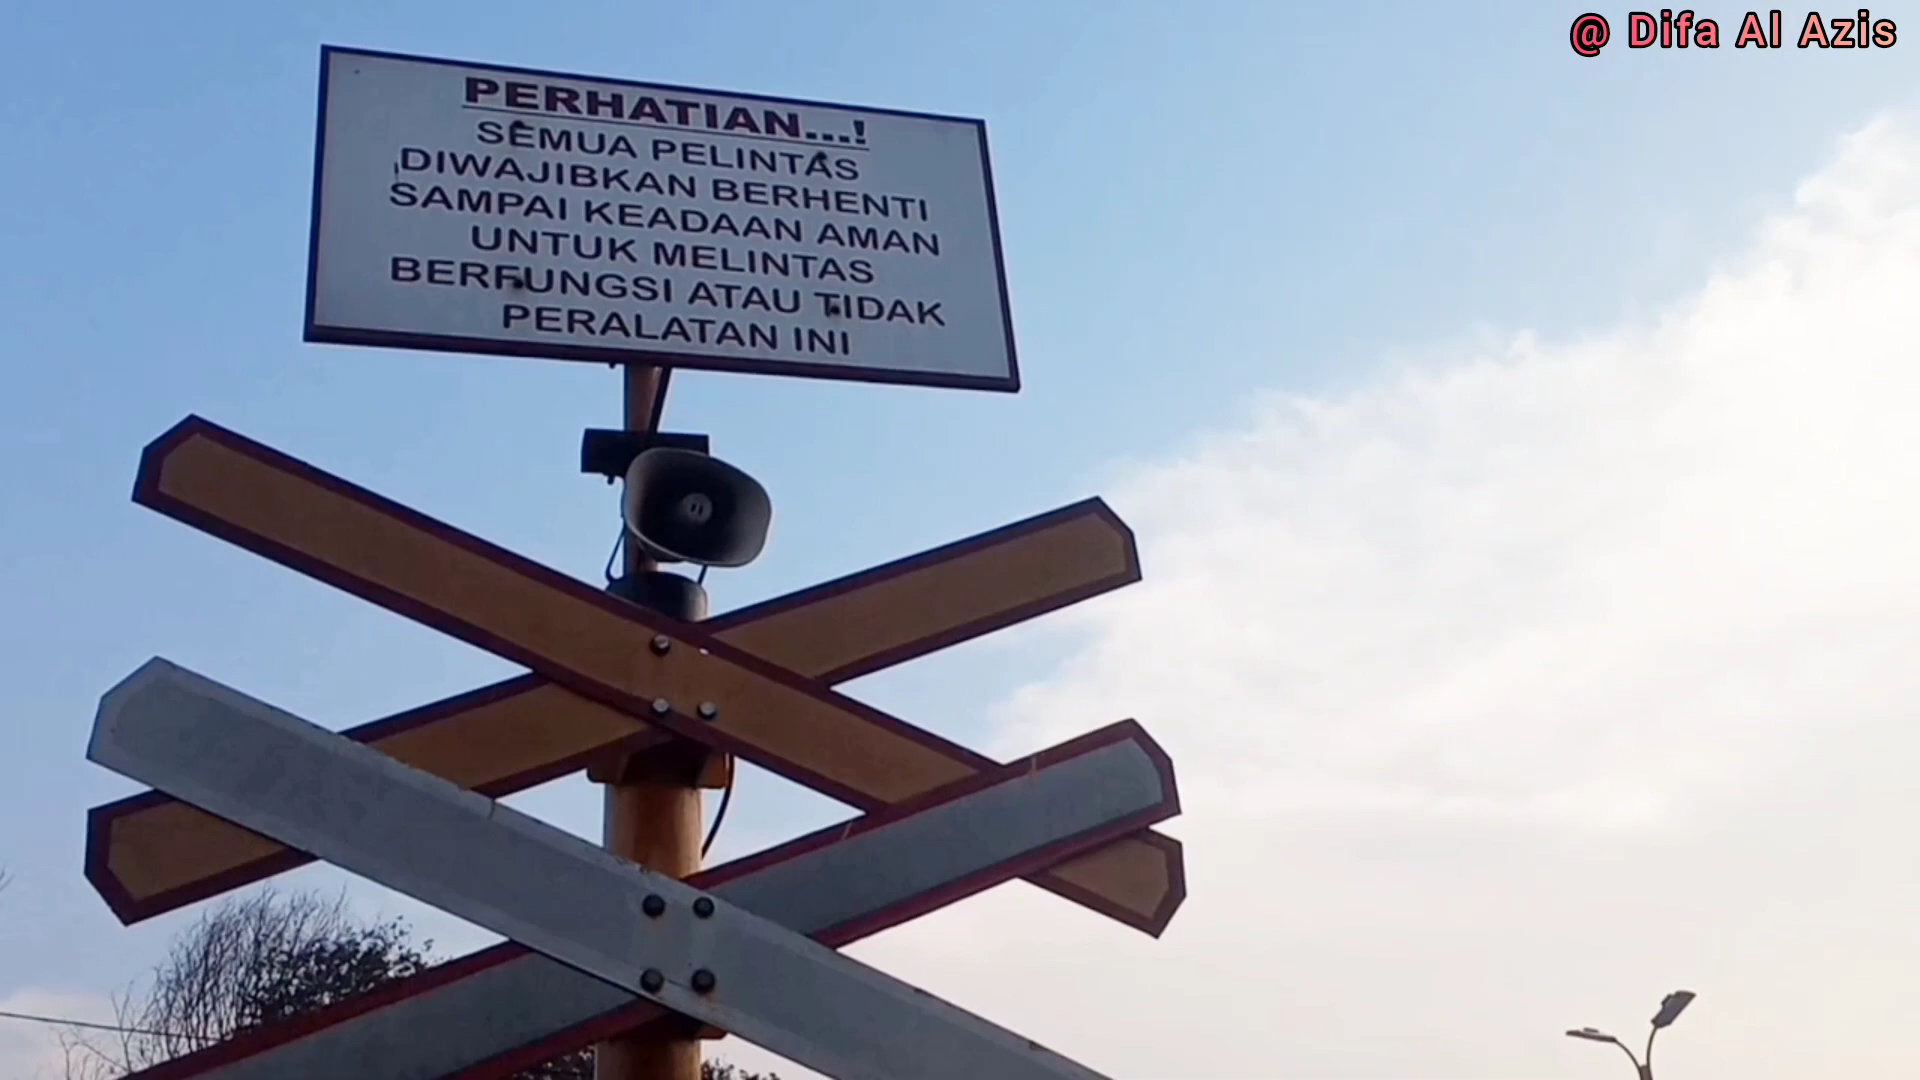 @ Difa Al Azis
PERHATIAN...!
SEMUA PELINTAS
DIWAJIBKAN BERHENTI
SAMPAI KEADAAN AMAN
UNTUK MELINTAS
BERFUNGSI ATAU TIDAK
PERALATAN INI